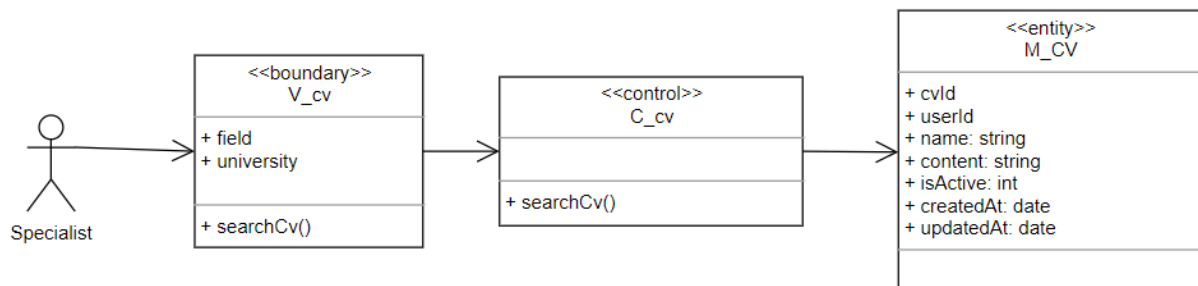 Specialist
<<boundary>>
V_cv
+ field
+ university
+ searchCv()
<<control>>
C_cv
+ searchCv()
<<entity>>
M_CV
+ cvId
+ userId
+ name: string
+ content: string
+ isActive: int
+ createdAt: date
+ updatedAt: date